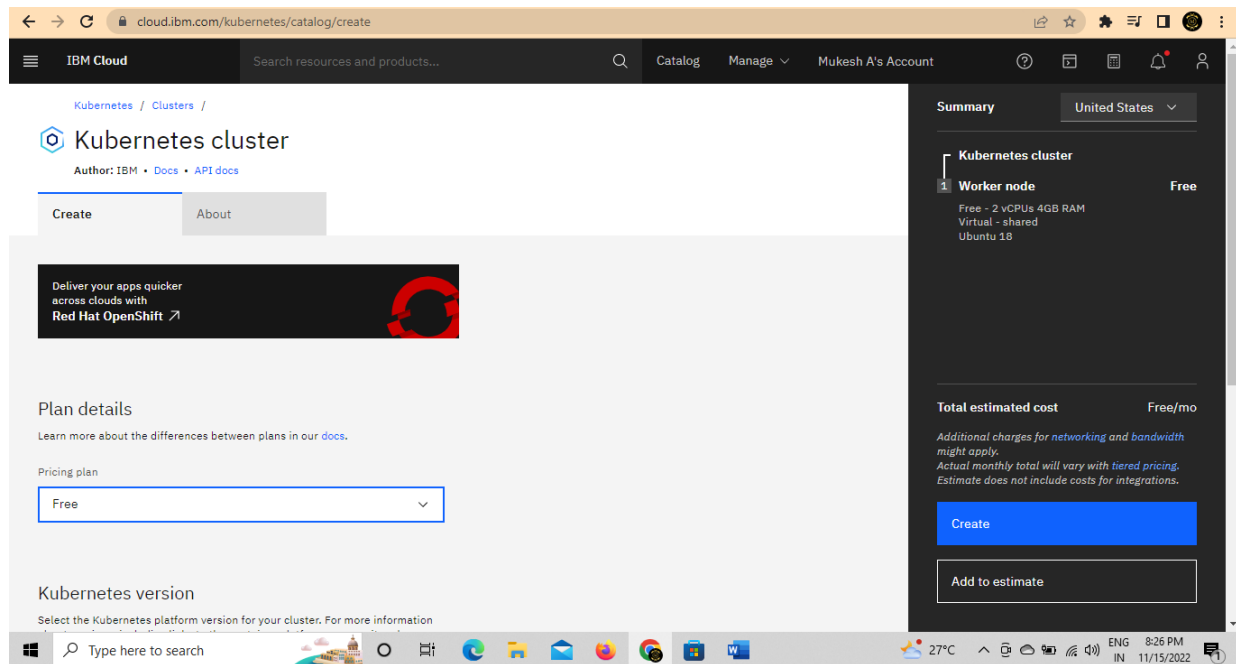 cloud.ibm.com/kubernetes/catalog/create
IBM Cloud
Search resources and products...
Catalog
Manage
Mukesh A's Account
Kubernetes / Clusters /
Kubernetes cluster
Author: IBM • Docs • API docs
Create
About
Deliver your apps quicker
across clouds with
Red Hat OpenShift
Plan details
Learn more about the differences between plans in our docs.
Pricing plan
Free
Kubernetes version
Select the Kubernetes platform version for your cluster. For more information
Summary
United States
Kubernetes cluster
1 Worker node Free
Free - 2 vCPUs 4GB RAM
Virtual - shared
Ubuntu 18
Total estimated cost Free/mo
Additional charges for networking and bandwidth
might apply.
Actual monthly total will vary with tiered pricing.
Estimate does not include costs for integrations.
Create
Add to estimate
Type here to search
27°C
ENG
IN
8:26 PM
11/15/2022